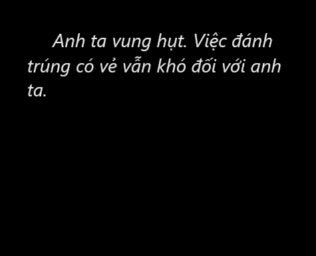 Anh ta vung hụt. Việc đánh
trúng có vẻ vẫn khó đối với anh
ta.